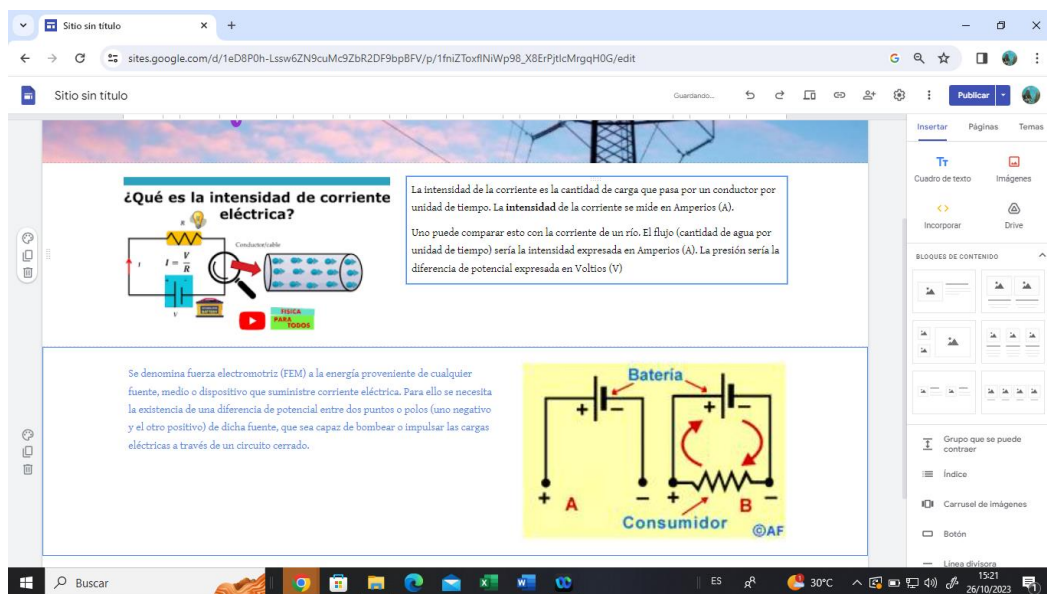 Sitio sin título
sites.google.com/d/1eD8P0h-Lssw6ZN9cuMc9ZbR2DF9bpBFV/p/1fniZToxflNiWp98_X8ErPjtIcMrgqH0G/edit
Sitio sin título
Guardando...
Publicar
Insertar Páginas Temas
Cuadro de texto Imágenes
Incorporar Drive
BLOQUES DE CONTENIDO
Grupo que se puede
contraer
Índice
Carrusel de imágenes
Botón
Línea divisora
¿Qué es la intensidad de corriente
eléctrica?
R
Conductor/cable
I
I = V/R
V
FISICA
PARA
TODOS
La intensidad de la corriente es la cantidad de carga que pasa por un conductor por
unidad de tiempo. La intensidad de la corriente se mide en Amperios (A).
Uno puede comparar esto con la corriente de un río. El flujo (cantidad de agua por
unidad de tiempo) sería la intensidad expresada en Amperios (A). La presión sería la
diferencia de potencial expresada en Voltios (V)
Se denomina fuerza electromotriz (FEM) a la energía proveniente de cualquier
fuente, medio o dispositivo que suministre corriente eléctrica. Para ello se necesita
la existencia de una diferencia de potencial entre dos puntos o polos (uno negativo
y el otro positivo) de dicha fuente, que sea capaz de bombear o impulsar las cargas
eléctricas a través de un circuito cerrado.
Batería
+ − + −
+ A − + B −
Consumidor
©AF
Buscar
ES
30°C
15:21
26/10/2023